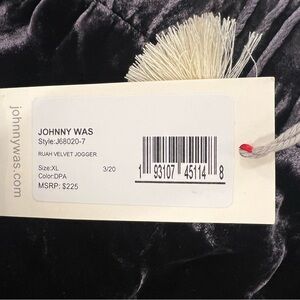 johnnywas.com
JOHNNY WAS
Style:J68020-7
RUAH VELVET JOGGER
Size:XL 3/20
Color:DPA
MSRP: $225
1 93107 45114 8